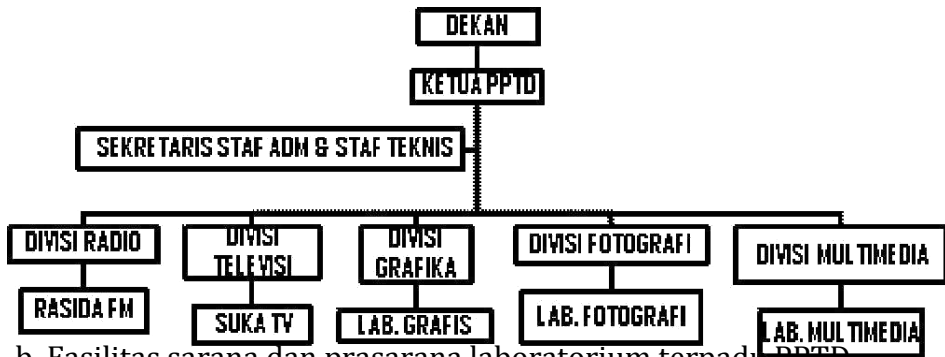 DEKAN
KETUA PPTD
SEKRETARIS STAF ADM & STAF TEKNIS
DIVISI RADIO
DIVISI
TELEVISI
DIVISI
GRAFIKA
DIVISI FOTOGRAFI
DIVISI MULTIMEDIA
RASIDA FM
SUKA TV
LAB. GRAFIS
LAB. FOTOGRAFI
LAB. MULTIMEDIA
b. Fasilitas sarana dan prasarana laboratorium terpadu PPTD